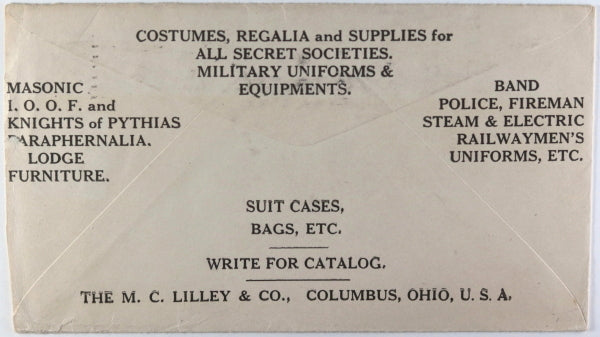 COSTUMES, REGALIA and SUPPLIES for
ALL SECRET SOCIETIES.
MILITARY UNIFORMS &
EQUIPMENTS.
MASONIC
I. O. O. F. and
KNIGHTS of PYTHIAS
PARAPHERNALIA.
LODGE
FURNITURE.
BAND
POLICE, FIREMAN
STEAM & ELECTRIC
RAILWAYMEN'S
UNIFORMS, ETC.
SUIT CASES,
BAGS, ETC.
WRITE FOR CATALOG.
THE M. C. LILLEY & CO., COLUMBUS, OHIO, U. S. A.